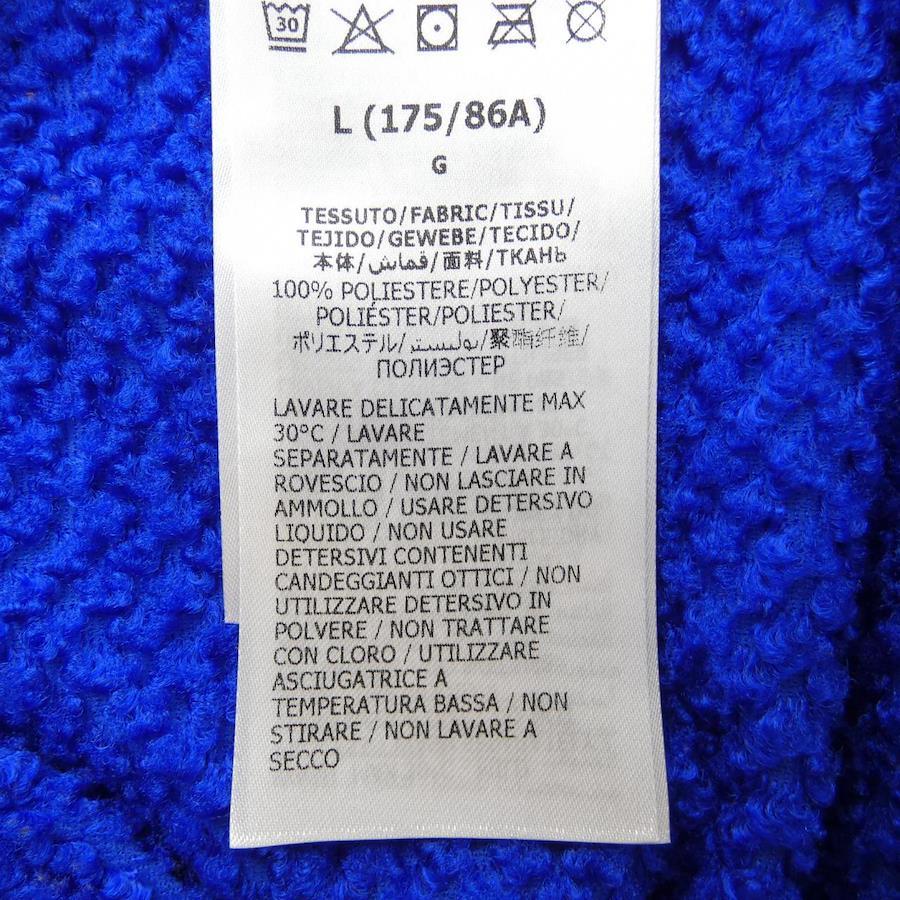 30
L (175/86A)
G
TESSUTO/FABRIC/TISSU/
TEJIDO/GEWEBE/TECIDO/
本体/قماش/面料/ТКАНЬ
100% POLIESTERE/POLYESTER/
POLIÉSTER/POLIESTER/
ポリエステル/بوليستر/聚酯纤维/
ПОЛИЭСТЕР
LAVARE DELICATAMENTE MAX
30°C / LAVARE
SEPARATAMENTE / LAVARE A
ROVESCIO / NON LASCIARE IN
AMMOLLO / USARE DETERSIVO
LIQUIDO / NON USARE
DETERSIVI CONTENENTI
CANDEGGIANTI OTTICI / NON
UTILIZZARE DETERSIVO IN
POLVERE / NON TRATTARE
CON CLORO / UTILIZZARE
ASCIUGATRICE A
TEMPERATURA BASSA / NON
STIRARE / NON LAVARE A
SECCO